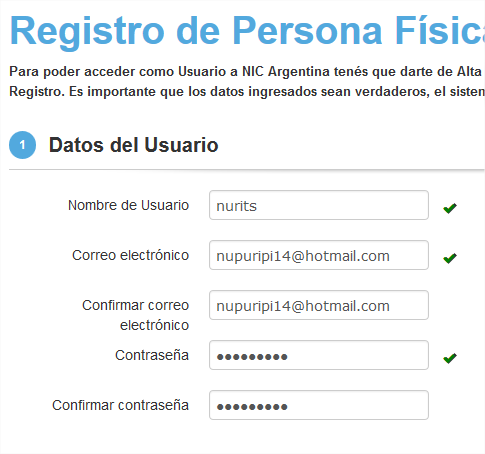 Registro de Persona Física
Para poder acceder como Usuario a NIC Argentina tenés que darte de Alta
Registro. Es importante que los datos ingresados sean verdaderos, el
1 Datos del Usuario
Nombre de Usuario nurits
Correo electrónico nupuripi14@hotmail.com
Confirmar correo nupuripi14@hotmail.com
electrónico
Contraseña •••••••••
Confirmar contraseña •••••••••